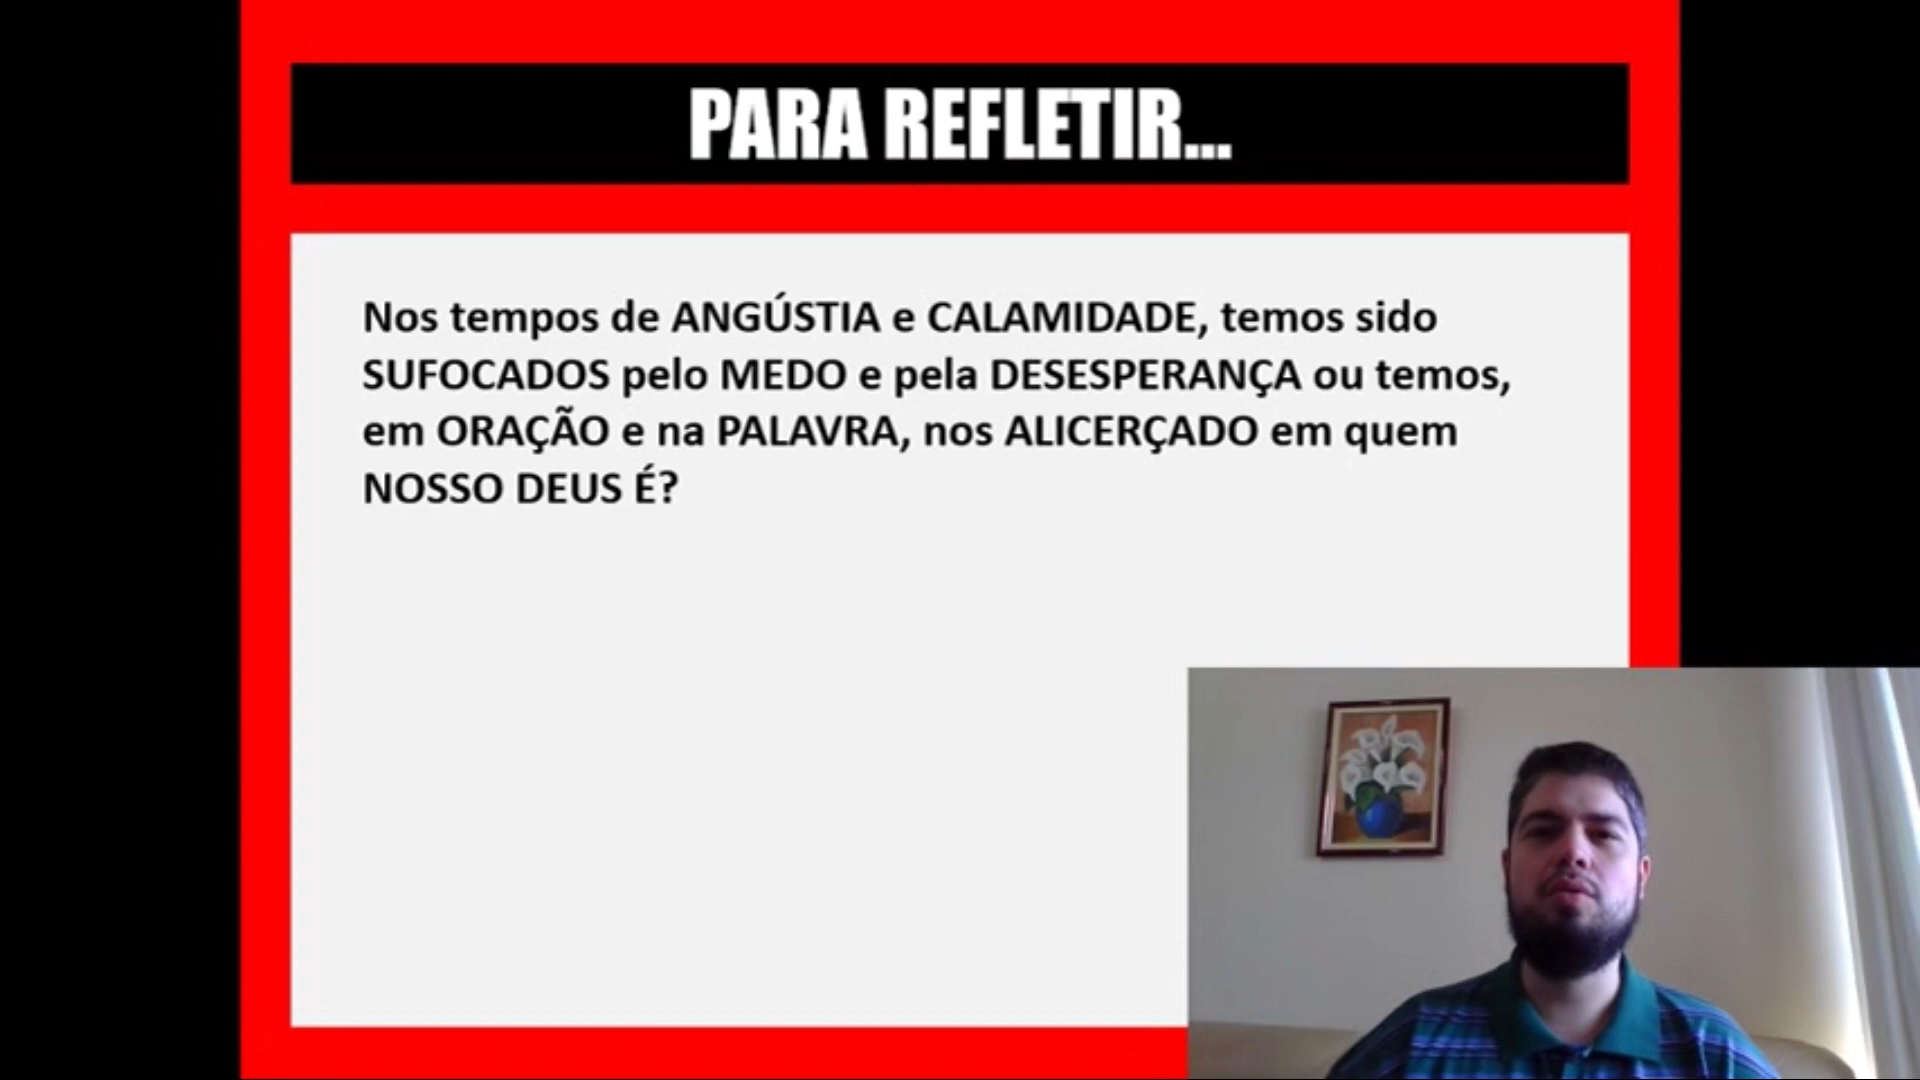 PARA REFLETIR...
Nos tempos de ANGÚSTIA e CALAMIDADE, temos sido
SUFOCADOS pelo MEDO e pela DESESPERANÇA ou temos,
em ORAÇÃO e na PALAVRA, nos ALICERÇADO em quem
NOSSO DEUS É?